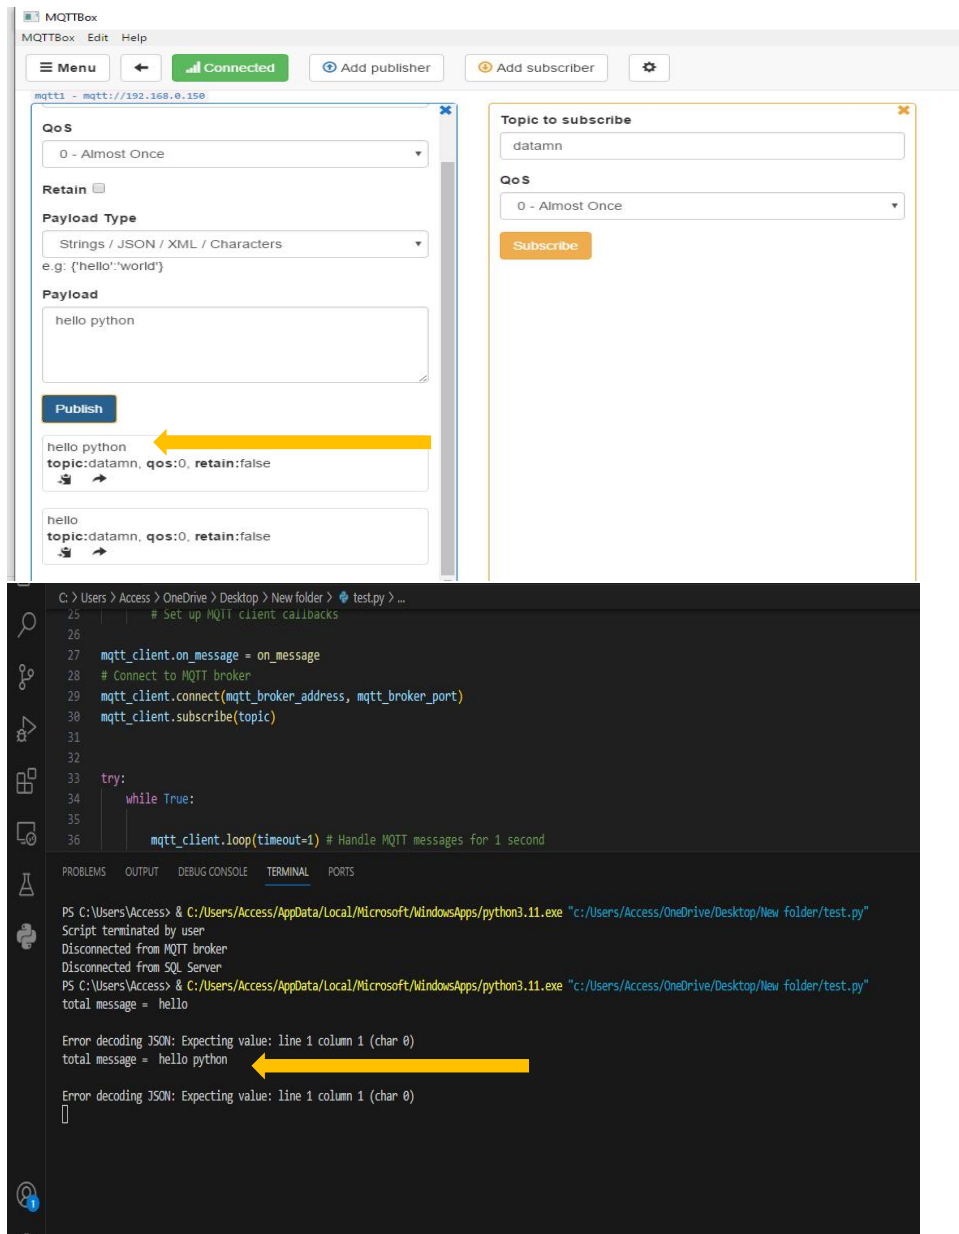 MQTTBox
MQTTBox Edit Help
Menu Connected Add publisher Add subscriber
mqtt1 - mqtt://192.168.0.150
QoS
0 - Almost Once
Retain
Payload Type
Strings / JSON / XML / Characters
e.g: {'hello':'world'}
Payload
hello python
Publish
hello python
topic:datamn, qos:0, retain:false
hello
topic:datamn, qos:0, retain:false
Topic to subscribe
datamn
QoS
0 - Almost Once
Subscribe
C: > Users > Access > OneDrive > Desktop > New folder > test.py > ...
25 # Set up MQTT client callbacks
26
27 mqtt_client.on_message = on_message
28 # Connect to MQTT broker
29 mqtt_client.connect(mqtt_broker_address, mqtt_broker_port)
30 mqtt_client.subscribe(topic)
31
32
33 try:
34 while True:
35
36 mqtt_client.loop(timeout=1) # Handle MQTT messages for 1 second
PROBLEMS OUTPUT DEBUG CONSOLE TERMINAL PORTS
PS C:\Users\Access> & C:/Users/Access/AppData/Local/Microsoft/WindowsApps/python3.11.exe "c:/Users/Access/OneDrive/Desktop/New folder/test.py"
Script terminated by user
Disconnected from MQTT broker
Disconnected from SQL Server
PS C:\Users\Access> & C:/Users/Access/AppData/Local/Microsoft/WindowsApps/python3.11.exe "c:/Users/Access/OneDrive/Desktop/New folder/test.py"
total message = hello
Error decoding JSON: Expecting value: line 1 column 1 (char 0)
total message = hello python
Error decoding JSON: Expecting value: line 1 column 1 (char 0)
1